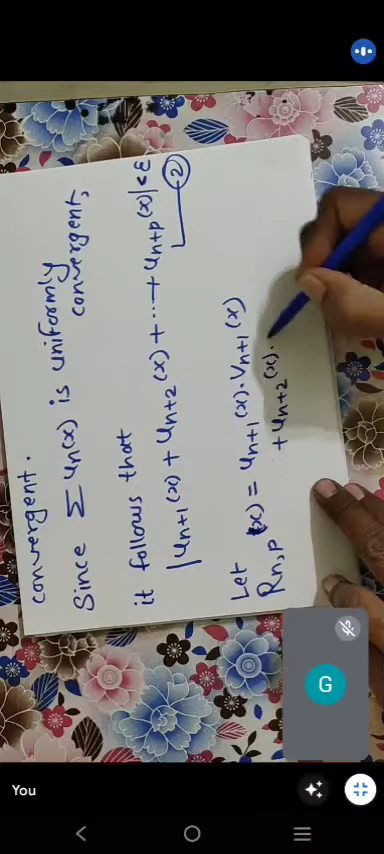 convergent.
Since Σ un(x) is uniformly
convergent,
it follows that
|un+1(x) + un+2(x) + ... + un+p(x)| < ε
2
Let
Rn,p (x) = un+1(x).vn+1(x)
+ un+2(x).
G
You